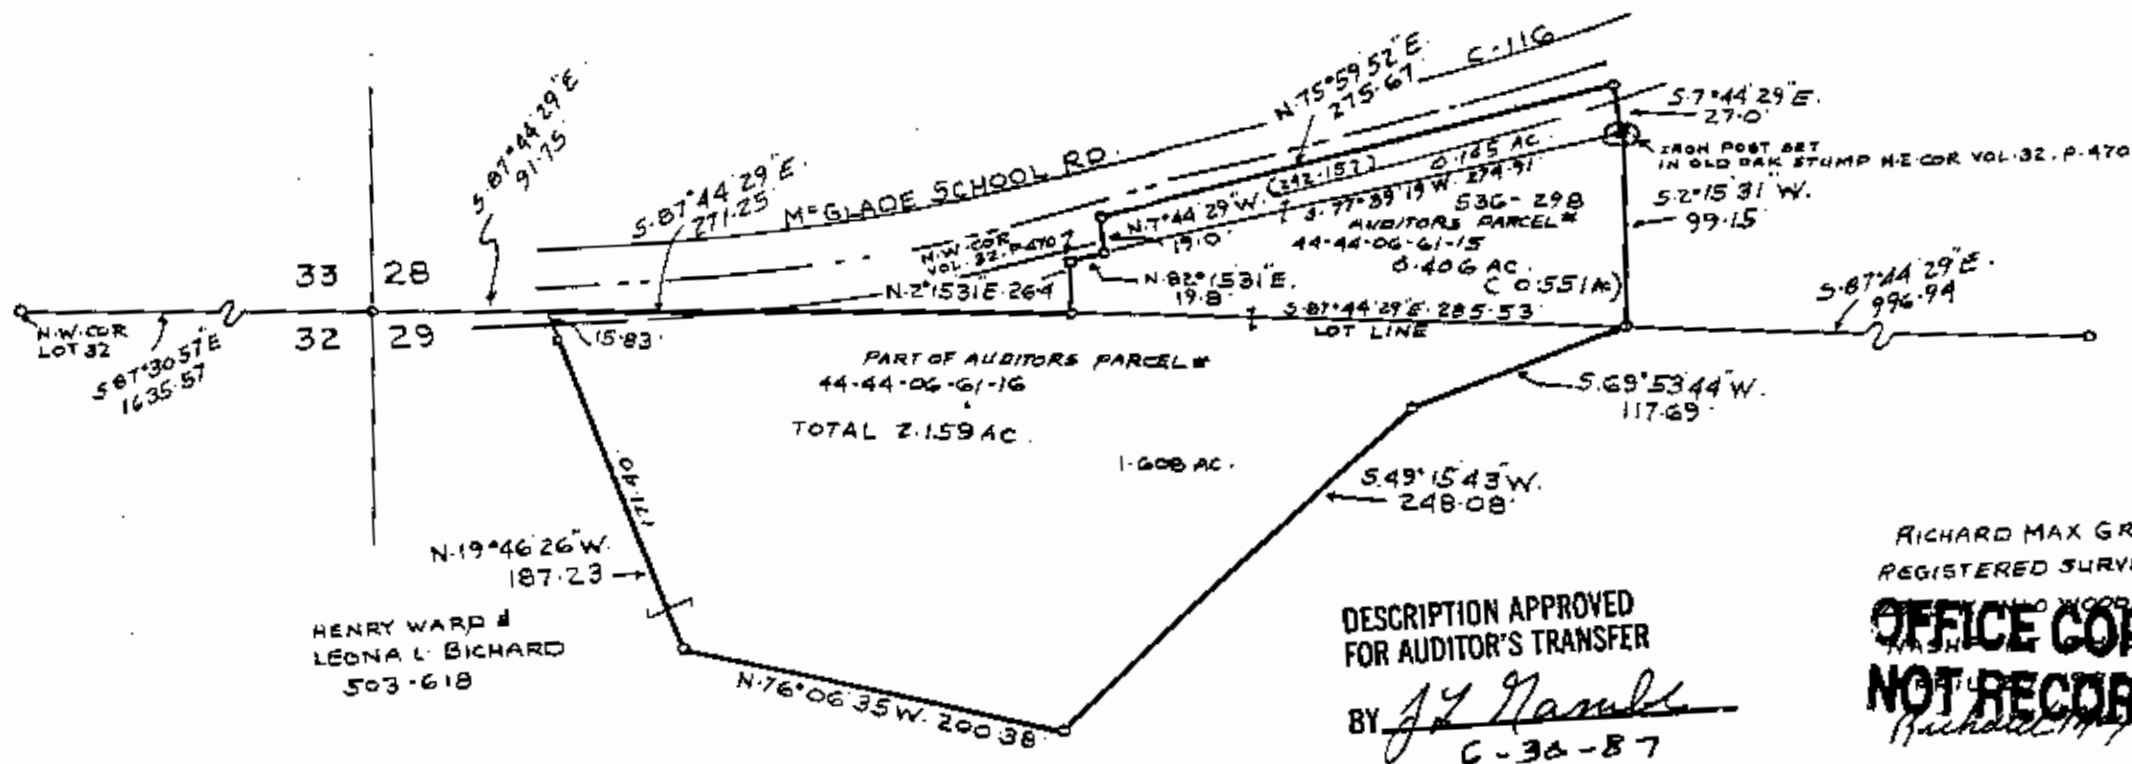 N·75°59'52"E.
275·67
C-116
S·7°44'29"E.
27·0'
IRON POST SET
IN OLD OAK STUMP N·E·COR VOL·32, P·470
S·2°15'31"W.
99·15
S·87°44'29"E
91·75
S·87°44'29"E.
271·25
McGLADE SCHOOL RD.
N·W·COR
VOL·32·P·470
N·7°44'29"W.
19·0'
(242·157)
0·145 AC
S·77°39'19"W· 274·91
536-298
AUDITORS PARCEL #
44-44-06-61-15
0·406 AC.
(0·551 AC)
N·2°15'31"E·26·4
N·82°15'31"E.
19·8'
S·87°44'29"E·285·53
LOT LINE
S·87°44'29"E.
996·94
33 28
32 29
N·W·COR
LOT 32
S·87°30'57"E
1635·57
15·83
PART OF AUDITORS PARCEL #
44-44-06-61-16
TOTAL 2·159 AC.
1·608 AC.
S·69°53'44"W.
117·69
S·49°15'43"W.
248·08
171·40
N·19°46'26"W.
187·23
HENRY WARD &
LEONA L· BICHARD
503-618
N·76°06'35"W· 200·38
DESCRIPTION APPROVED
FOR AUDITOR'S TRANSFER
BY
6-30-87
RICHARD MAX GR
REGISTERED SURVE
OFFICE COP
NOT RECOR